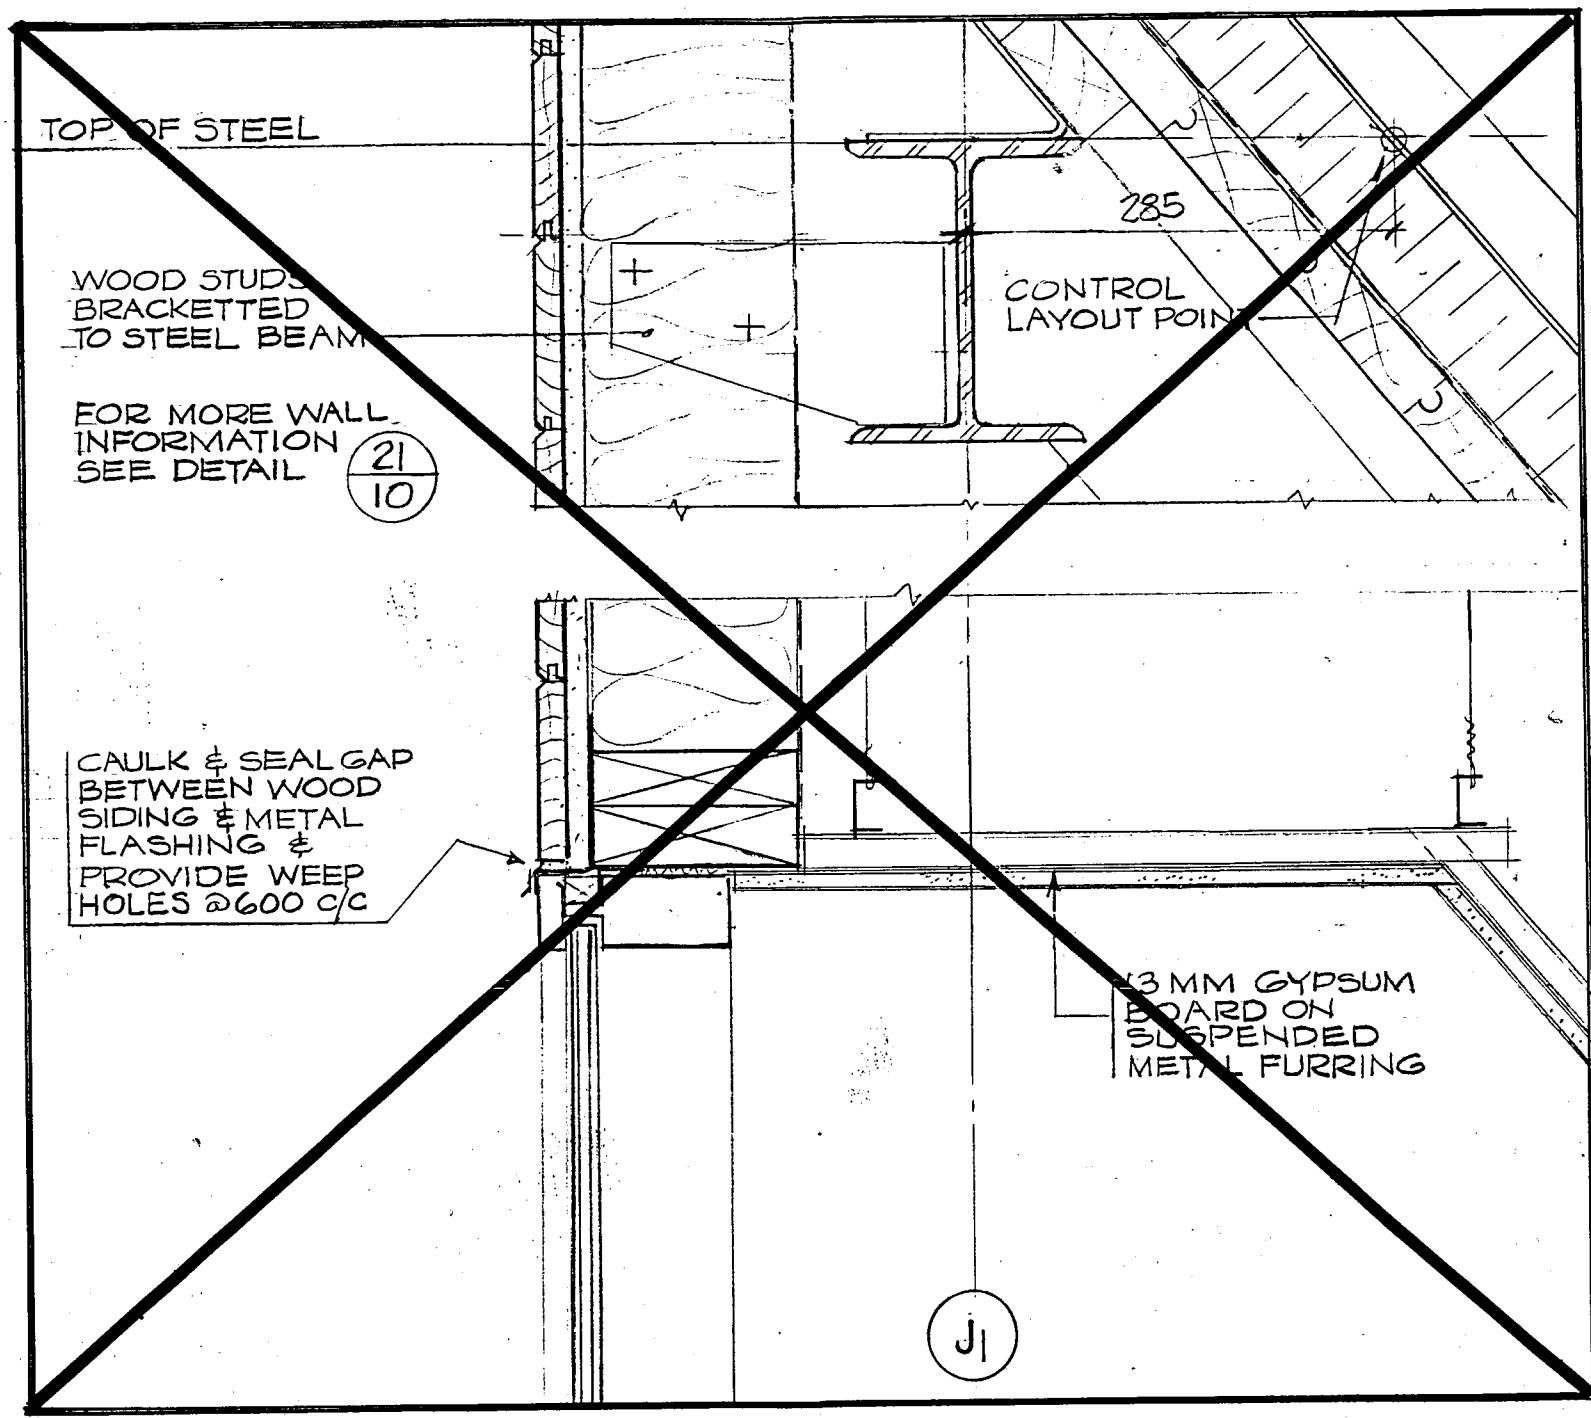 TOP OF STEEL
285
WOOD STUDS
BRACKETTED
TO STEEL BEAM
CONTROL
LAYOUT POINT
FOR MORE WALL
INFORMATION
SEE DETAIL
21
10
CAULK & SEAL GAP
BETWEEN WOOD
SIDING & METAL
FLASHING &
PROVIDE WEEP
HOLES @600 C/C
13 MM GYPSUM
BOARD ON
SUSPENDED
METAL FURRING
J1